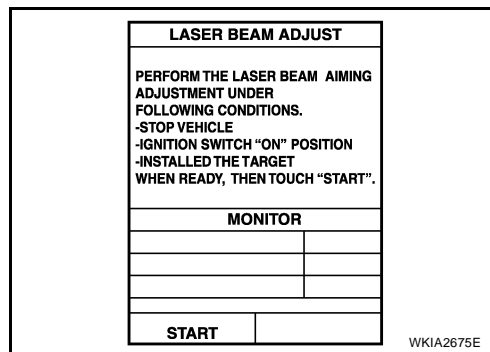 LASER BEAM ADJUST
PERFORM THE LASER BEAM AIMING
ADJUSTMENT UNDER
FOLLOWING CONDITIONS.
-STOP VEHICLE
-IGNITION SWITCH “ON” POSITION
-INSTALLED THE TARGET
WHEN READY, THEN TOUCH “START”.
MONITOR
START
WKIA2675E